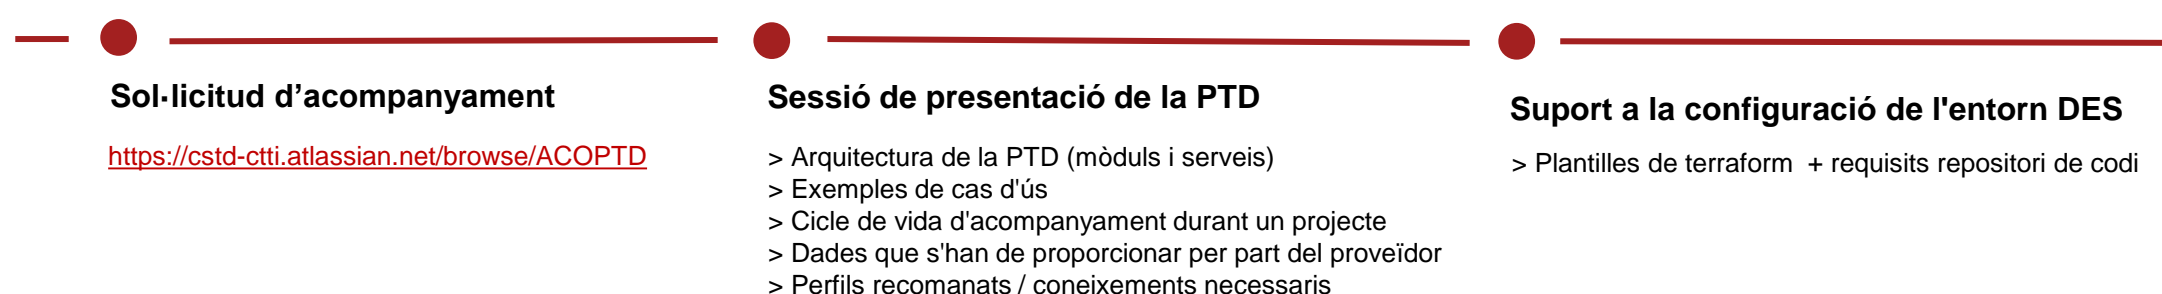 Sol·licitud d’acompanyament
https://cstd-ctti.atlassian.net/browse/ACOPTD
Sessió de presentació de la PTD
> Arquitectura de la PTD (mòduls i serveis)
> Exemples de cas d'ús
> Cicle de vida d'acompanyament durant un projecte
> Dades que s'han de proporcionar per part del proveïdor
> Perfils recomanats / coneixements necessaris
Suport a la configuració de l'entorn DES
> Plantilles de terraform + requisits repositori de codi